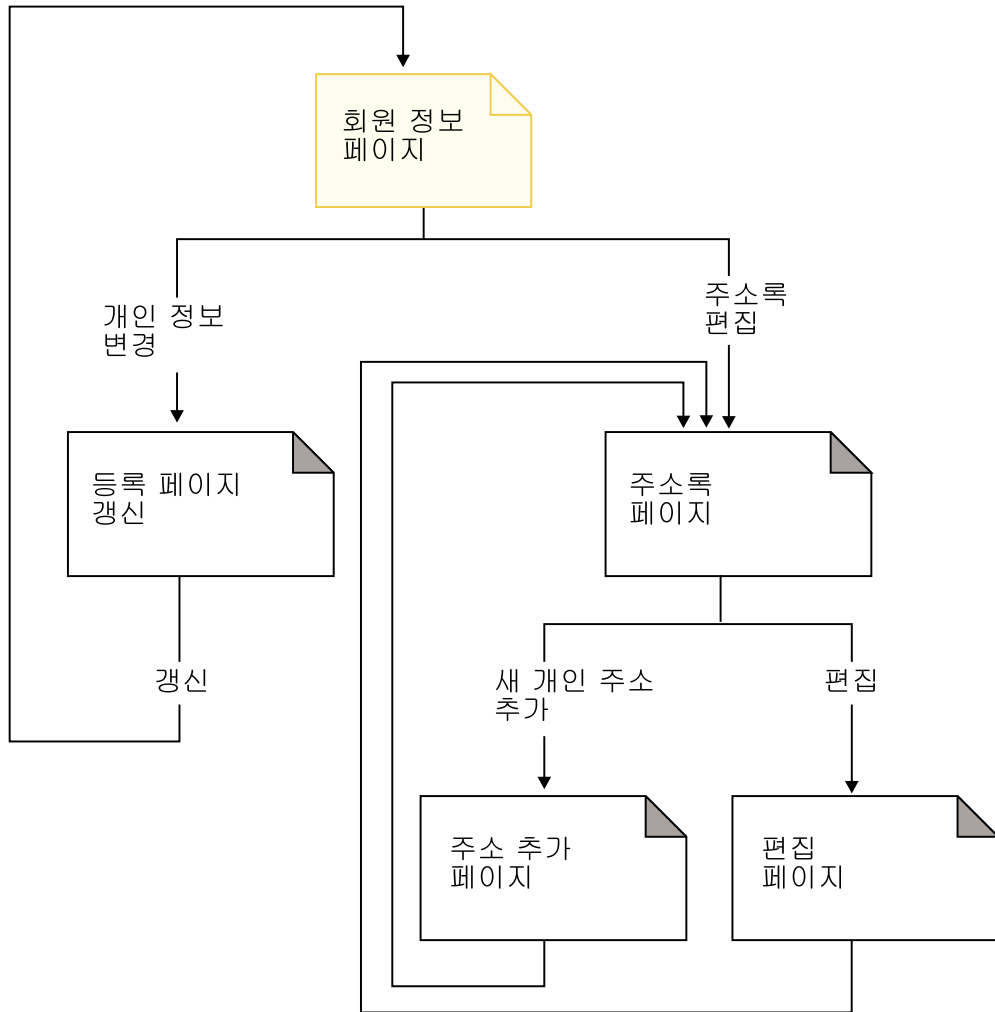 회원 정보
페이지
개인 정보
변경
주소록
편집
등록 페이지
갱신
주소록
페이지
갱신
새 개인 주소
추가
편집
주소 추가
페이지
편집
페이지